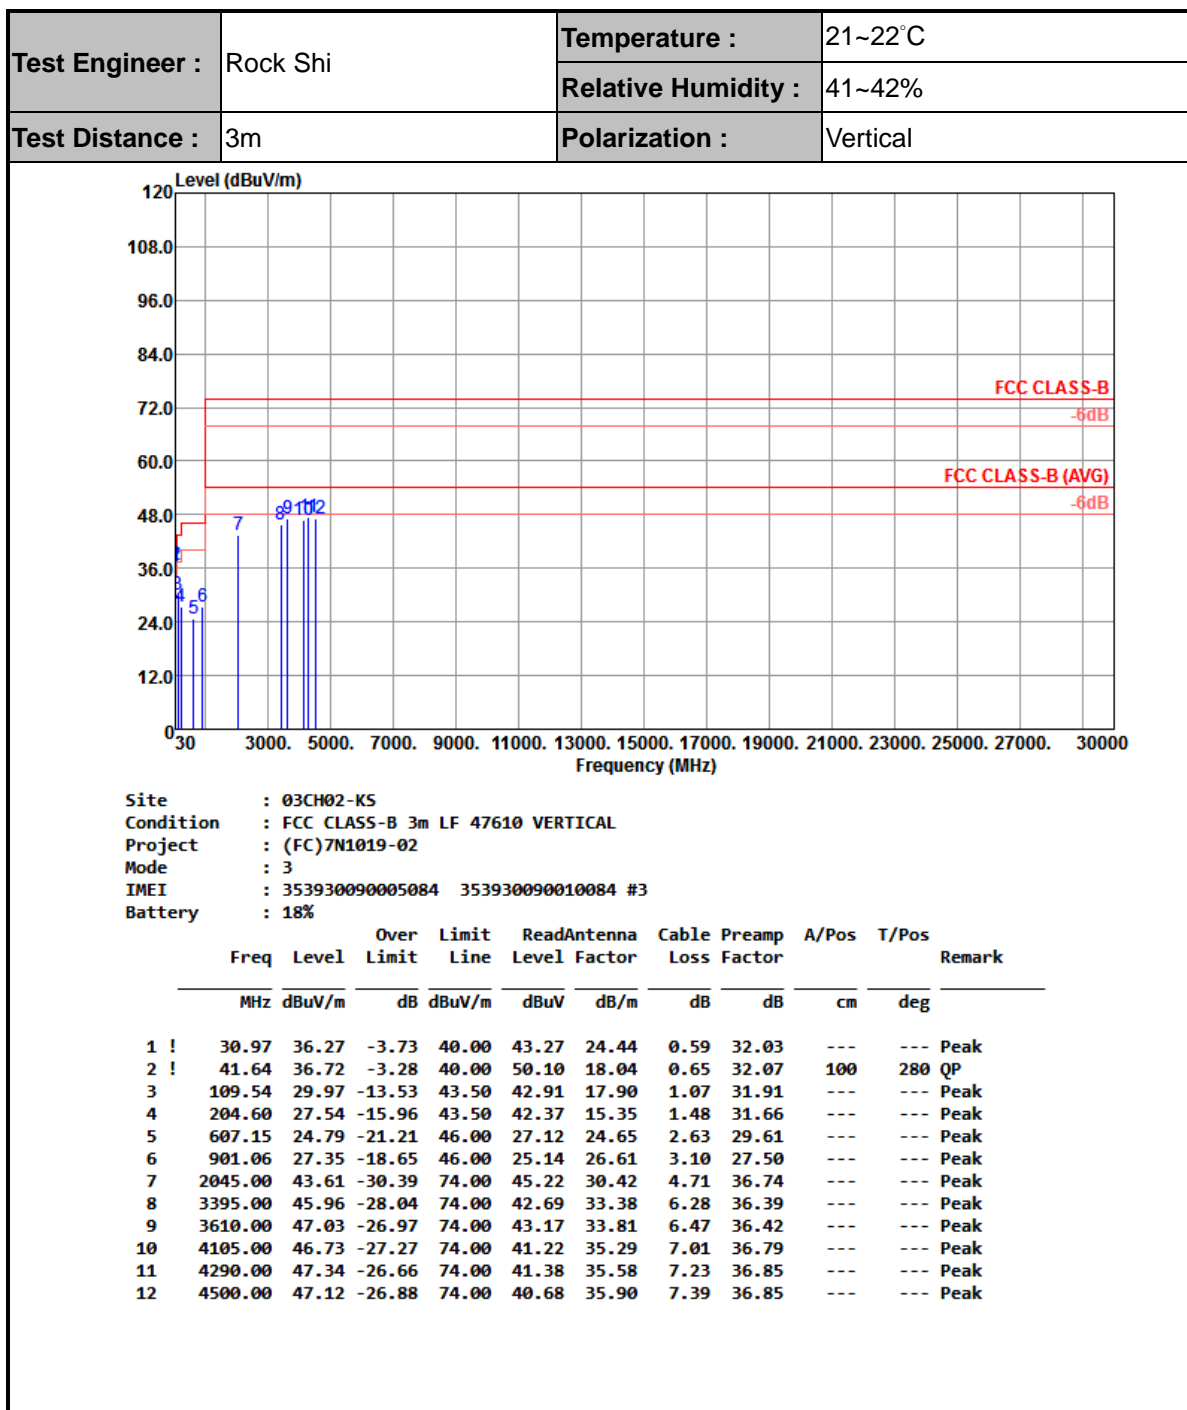 Test Engineer : Rock Shi Temperature : 21~22°C
Relative Humidity : 41~42%
Test Distance : 3m Polarization : Vertical
Level (dBuV/m)
120
108.0
96.0
84.0
72.0
60.0
48.0
36.0
24.0
12.0
0
FCC CLASS-B
-6dB
FCC CLASS-B (AVG)
-6dB
3 4 5 6 7 8 9 10 11 12
30 3000. 5000. 7000. 9000. 11000. 13000. 15000. 17000. 19000. 21000. 23000. 25000. 27000. 30000
Frequency (MHz)
Site : 03CH02-KS
Condition : FCC CLASS-B 3m LF 47610 VERTICAL
Project : (FC)7N1019-02
Mode : 3
IMEI : 353930090005084 353930090010084 #3
Battery : 18%
Over Limit ReadAntenna Cable Preamp A/Pos T/Pos
Freq Level Limit Line Level Factor Loss Factor Remark
MHz dBuV/m dB dBuV/m dBuV dB/m dB dB cm deg
1 ! 30.97 36.27 -3.73 40.00 43.27 24.44 0.59 32.03 --- --- Peak
2 ! 41.64 36.72 -3.28 40.00 50.10 18.04 0.65 32.07 100 280 QP
3 109.54 29.97 -13.53 43.50 42.91 17.90 1.07 31.91 --- --- Peak
4 204.60 27.54 -15.96 43.50 42.37 15.35 1.48 31.66 --- --- Peak
5 607.15 24.79 -21.21 46.00 27.12 24.65 2.63 29.61 --- --- Peak
6 901.06 27.35 -18.65 46.00 25.14 26.61 3.10 27.50 --- --- Peak
7 2045.00 43.61 -30.39 74.00 45.22 30.42 4.71 36.74 --- --- Peak
8 3395.00 45.96 -28.04 74.00 42.69 33.38 6.28 36.39 --- --- Peak
9 3610.00 47.03 -26.97 74.00 43.17 33.81 6.47 36.42 --- --- Peak
10 4105.00 46.73 -27.27 74.00 41.22 35.29 7.01 36.79 --- --- Peak
11 4290.00 47.34 -26.66 74.00 41.38 35.58 7.23 36.85 --- --- Peak
12 4500.00 47.12 -26.88 74.00 40.68 35.90 7.39 36.85 --- --- Peak